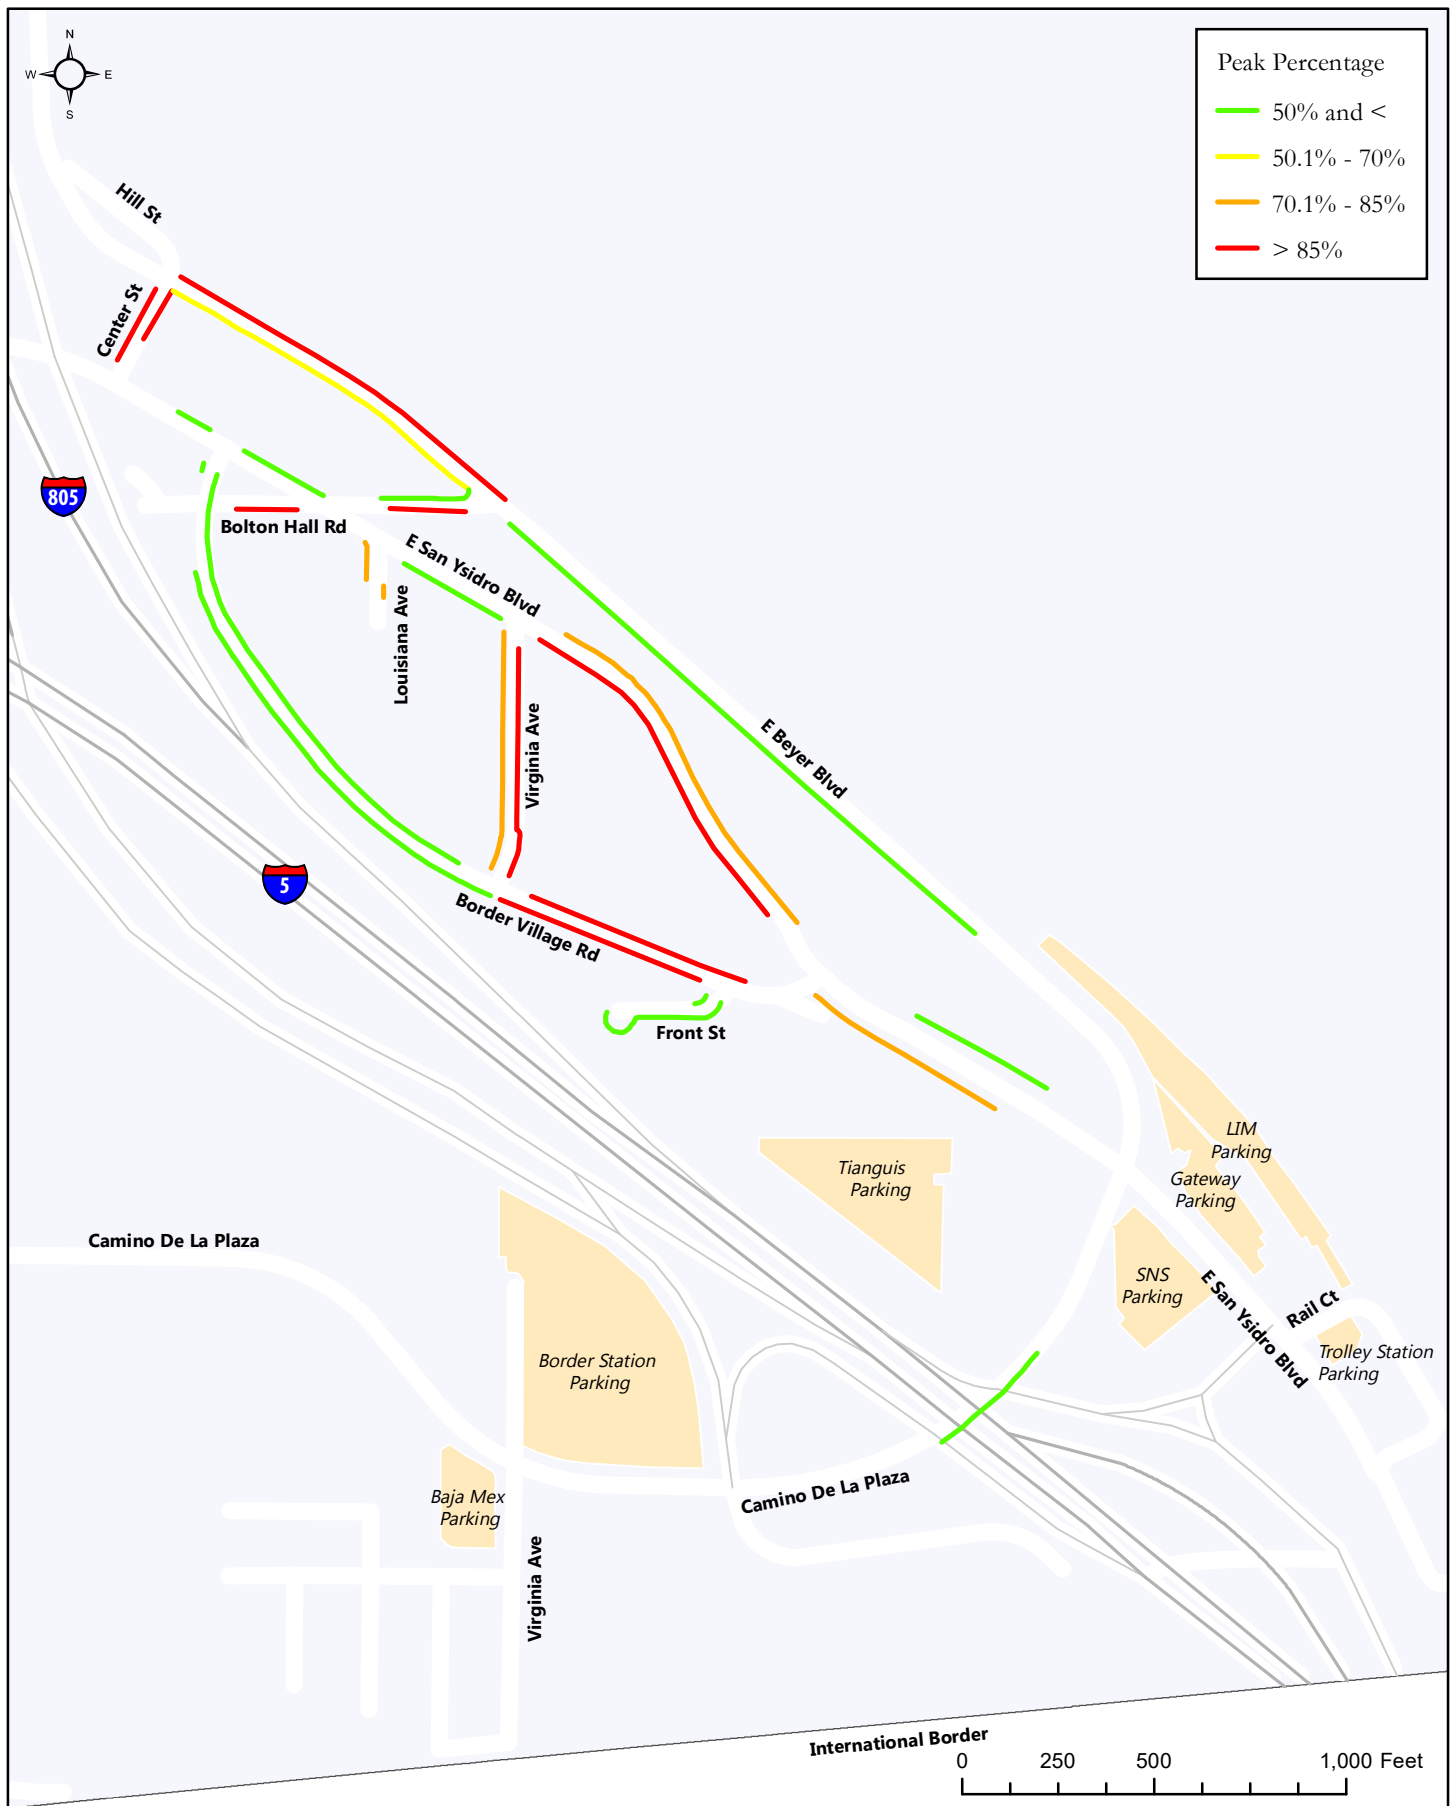 N
W E
S
Peak Percentage
50% and <
50.1% - 70%
70.1% - 85%
> 85%
Hill St
Center St
805
Bolton Hall Rd
E San Ysidro Blvd
Louisiana Ave
Virginia Ave
E Beyer Blvd
5
Border Village Rd
Front St
LIM
Parking
Tianguis
Parking
Gateway
Parking
Camino De La Plaza
SNS
Parking
E San Ysidro Blvd
Rail Ct
Trolley Station
Parking
Border Station
Parking
Baja Mex
Parking
Camino De La Plaza
Virginia Ave
International Border
0 250 500 1,000 Feet